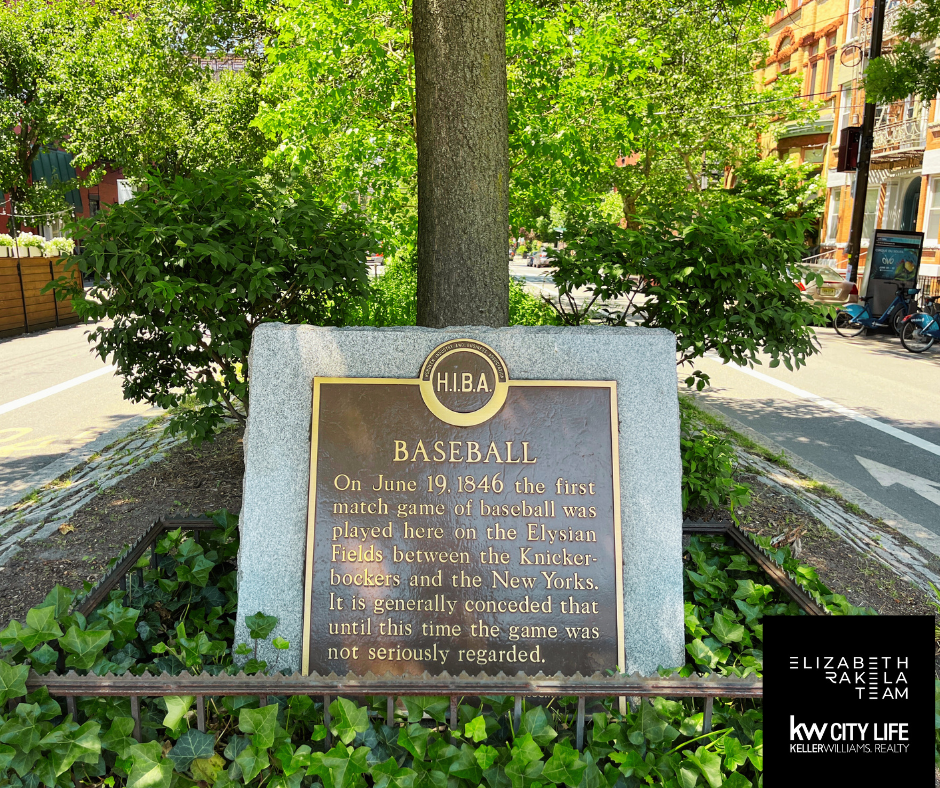 H.I.B.A.
BASEBALL
On June 19, 1846 the first
match game of baseball was
played here on the Elysian
Fields between the Knicker-
bockers and the New Yorks.
It is generally conceded that
until this time the game was
not seriously regarded.
ELIZABETH
RAKELA
TEAM
kw CITY LIFE
KELLERWILLIAMS. REALTY